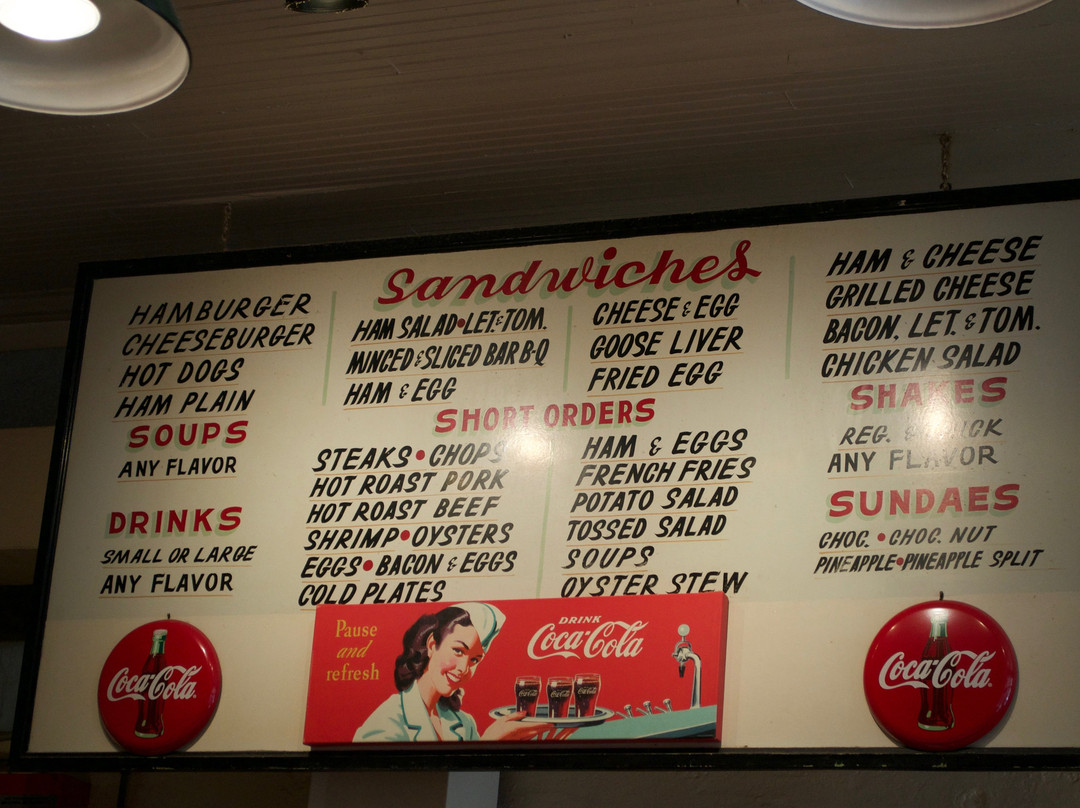 Sandwiches
HAMBURGER
CHEESEBURGER
HOT DOGS
HAM PLAIN
HAM SALAD•LET.&TOM.
MINCED&SLICED BAR-B-Q
HAM & EGG
CHEESE & EGG
GOOSE LIVER
FRIED EGG
HAM & CHEESE
GRILLED CHEESE
BACON, LET. & TOM.
CHICKEN SALAD
SOUPS
ANY FLAVOR
DRINKS
SMALL OR LARGE
ANY FLAVOR
SHORT ORDERS
STEAKS•CHOPS
HOT ROAST PORK
HOT ROAST BEEF
SHRIMP•OYSTERS
EGGS•BACON & EGGS
COLD PLATES
HAM & EGGS
FRENCH FRIES
POTATO SALAD
TOSSED SALAD
SOUPS
OYSTER STEW
SHAKES
REG. &
ANY FLAVOR
SUNDAES
CHOC. • CHOC. NUT
PINEAPPLE•PINEAPPLE SPLIT
Coca-Cola
Pause
and
refresh
DRINK
Coca-Cola
Coca-Cola